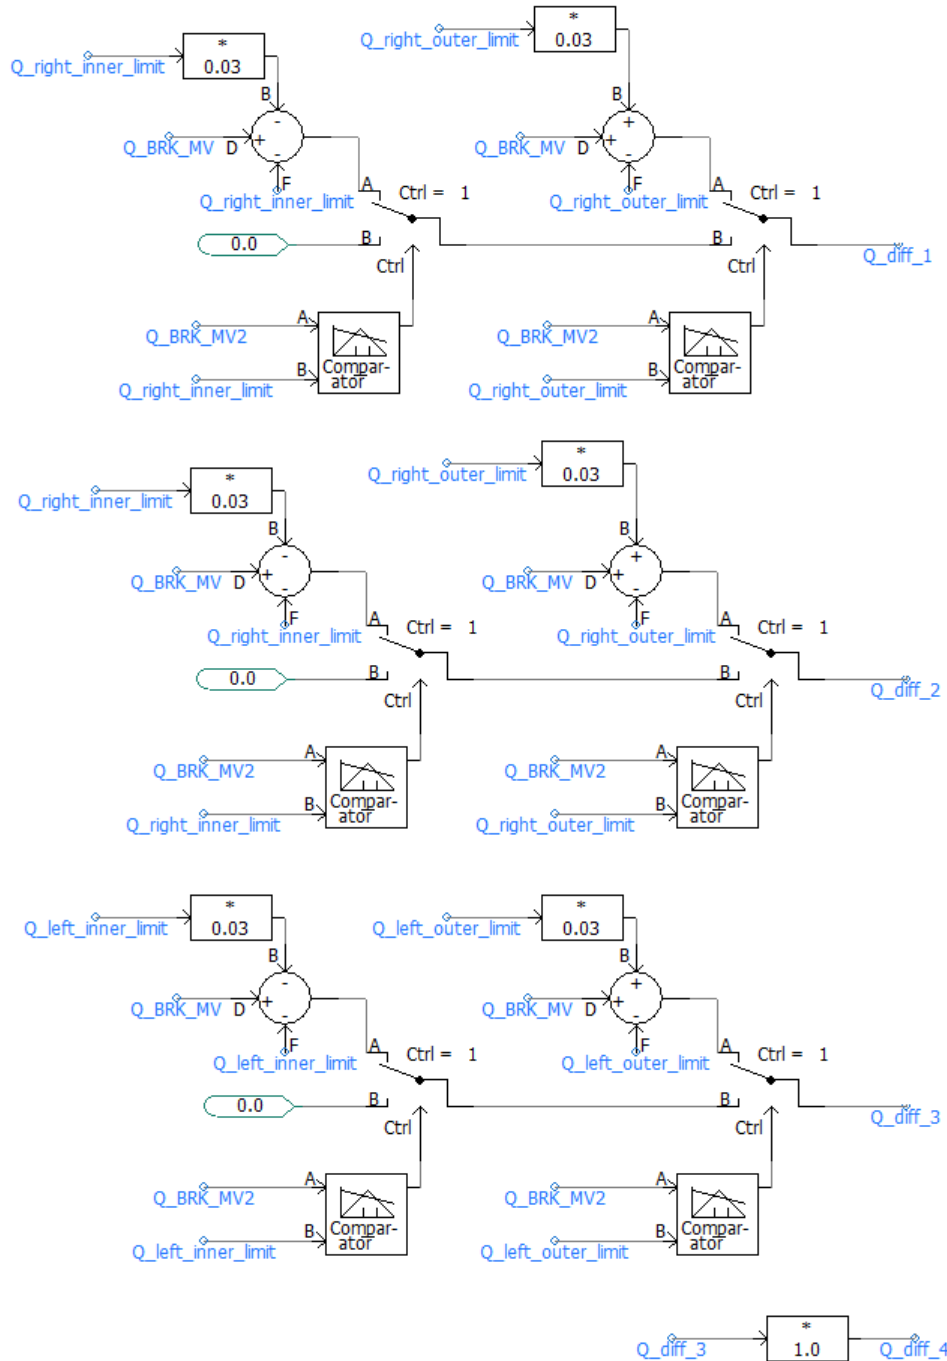 *
0.03
Q_right_inner_limit
*
0.03
Q_right_outer_limit
B
-
+
-
D
F
Q_BRK_MV
Q_right_inner_limit
A
Ctrl = 1
B
+
+
-
D
F
Q_BRK_MV
Q_right_outer_limit
A
Ctrl = 1
0.0
B
Ctrl
B
Ctrl
Q_diff_1
A
Q_BRK_MV2
B
Q_right_inner_limit
Compar-
ator
A
Q_BRK_MV2
B
Q_right_outer_limit
Compar-
ator
*
0.03
Q_right_inner_limit
*
0.03
Q_right_outer_limit
B
-
+
-
D
F
Q_BRK_MV
Q_right_inner_limit
A
Ctrl = 1
B
+
+
-
D
F
Q_BRK_MV
Q_right_outer_limit
A
Ctrl = 1
0.0
B
Ctrl
B
Ctrl
Q_diff_2
A
Q_BRK_MV2
B
Q_right_inner_limit
Compar-
ator
A
Q_BRK_MV2
B
Q_right_outer_limit
Compar-
ator
*
0.03
Q_left_inner_limit
*
0.03
Q_left_outer_limit
B
-
+
-
D
F
Q_BRK_MV
Q_left_inner_limit
A
Ctrl = 1
B
+
+
-
D
F
Q_BRK_MV
Q_left_outer_limit
A
Ctrl = 1
0.0
B
Ctrl
B
Ctrl
Q_diff_3
A
Q_BRK_MV2
B
Q_left_inner_limit
Compar-
ator
A
Q_BRK_MV2
B
Q_left_outer_limit
Compar-
ator
Q_diff_3
*
1.0
Q_diff_4